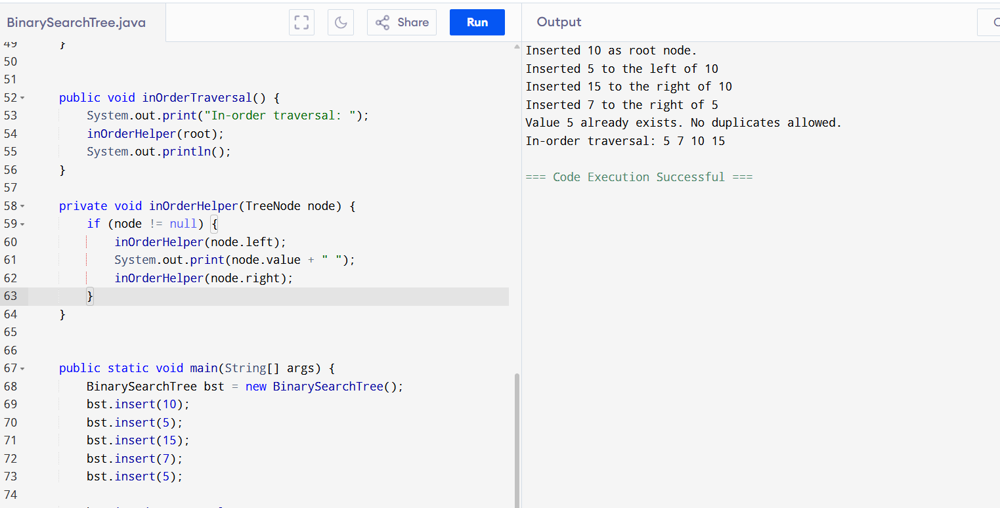 BinarySearchTree.java
Share
Run
Output
49 }
50
51
52 public void inOrderTraversal() {
53 System.out.print("In-order traversal: ");
54 inOrderHelper(root);
55 System.out.println();
56 }
57
58 private void inOrderHelper(TreeNode node) {
59 if (node != null) {
60 inOrderHelper(node.left);
61 System.out.print(node.value + " ");
62 inOrderHelper(node.right);
63 }
64 }
65
66
67 public static void main(String[] args) {
68 BinarySearchTree bst = new BinarySearchTree();
69 bst.insert(10);
70 bst.insert(5);
71 bst.insert(15);
72 bst.insert(7);
73 bst.insert(5);
74
Inserted 10 as root node.
Inserted 5 to the left of 10
Inserted 15 to the right of 10
Inserted 7 to the right of 5
Value 5 already exists. No duplicates allowed.
In-order traversal: 5 7 10 15
=== Code Execution Successful ===